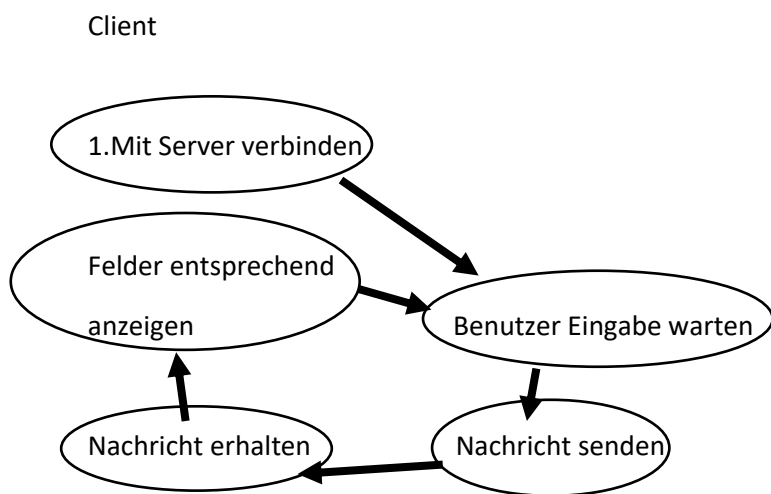 Client
1.Mit Server verbinden
Felder entsprechend
anzeigen
Benutzer Eingabe warten
Nachricht erhalten
Nachricht senden